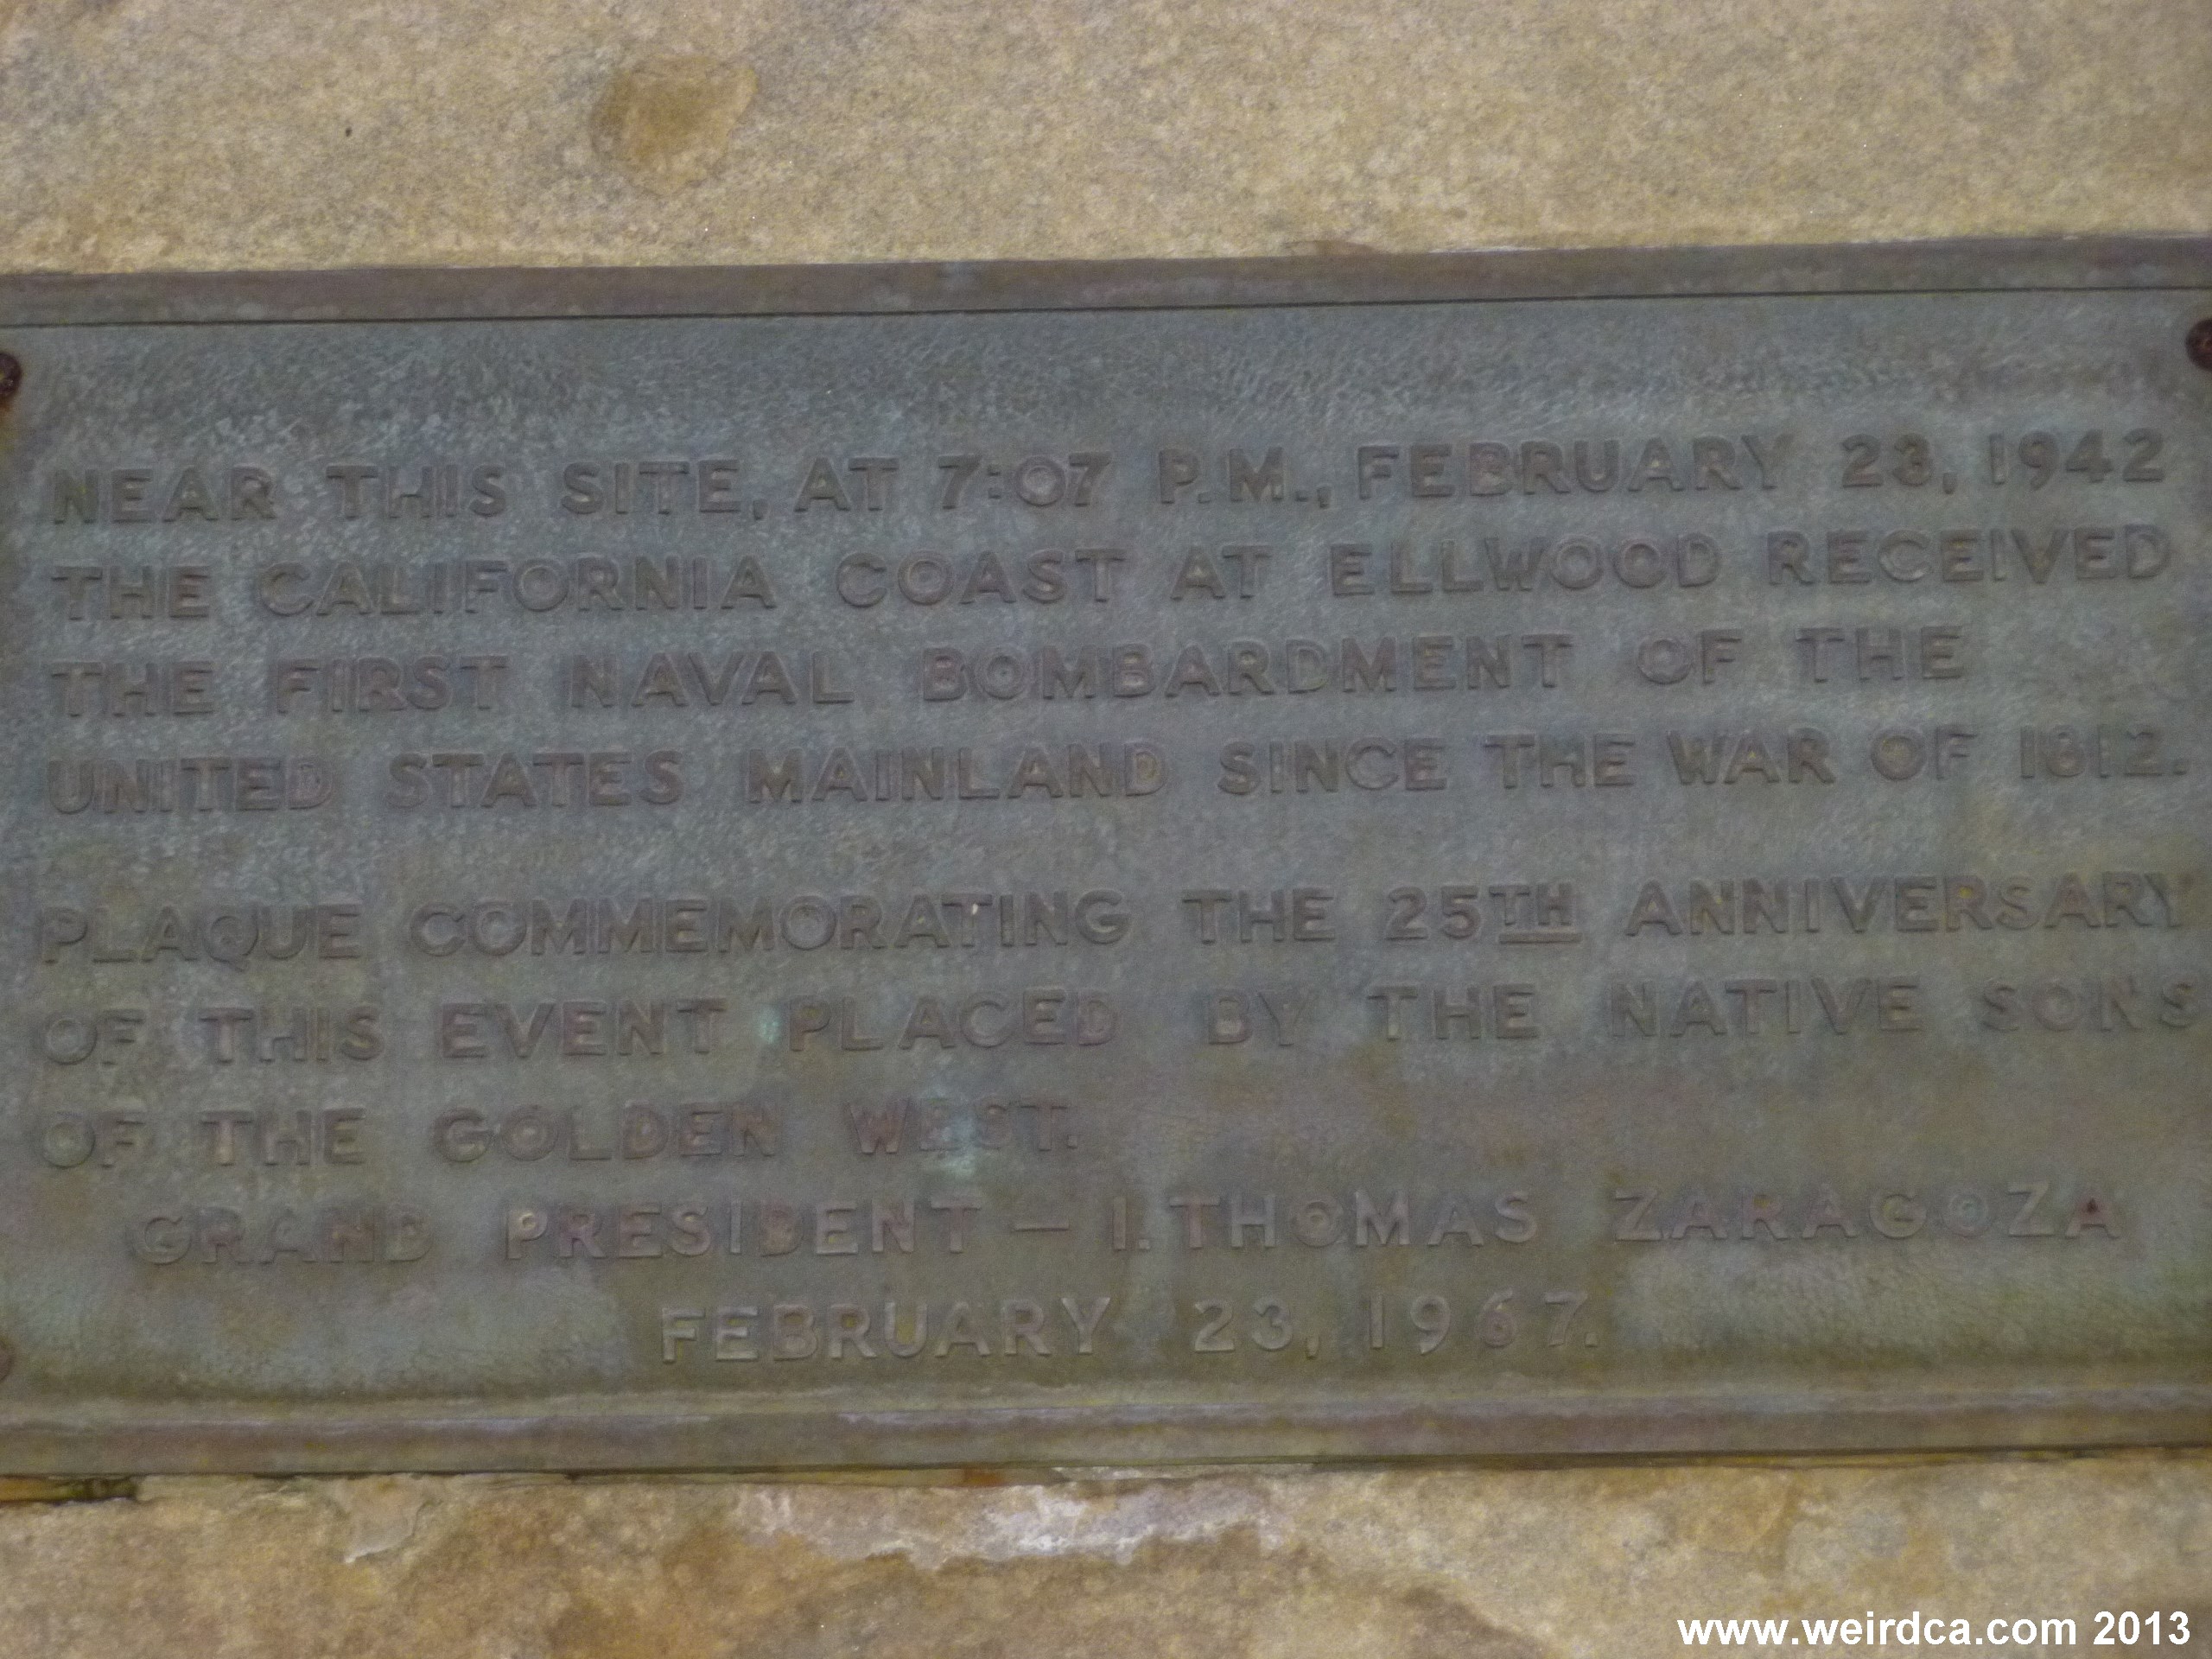 NEAR THIS SITE, AT 7:07 P.M., FEBRUARY 23, 1942
THE CALIFORNIA COAST AT ELLWOOD RECEIVED
THE FIRST NAVAL BOMBARDMENT OF THE
UNITED STATES MAINLAND SINCE THE WAR OF 1812.
PLAQUE COMMEMORATING THE 25TH ANNIVERSARY
OF THIS EVENT PLACED BY THE NATIVE SONS
OF THE GOLDEN WEST.
GRAND PRESIDENT — I. THOMAS ZARAGOZA
FEBRUARY 23, 1967.
www.weirdca.com 2013